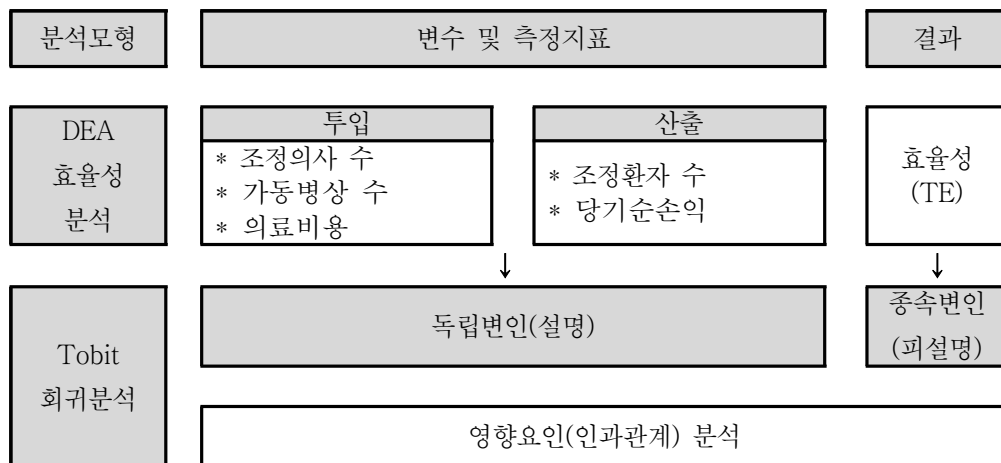 분석모형
변수 및 측정지표
결과
DEA
효율성
분석
투입
* 조정의사 수
* 가동병상 수
* 의료비용
산출
* 조정환자 수
* 당기순손익
효율성
(TE)
↓
↓
Tobit
회귀분석
독립변인(설명)
종속변인
(피설명)
영향요인(인과관계) 분석